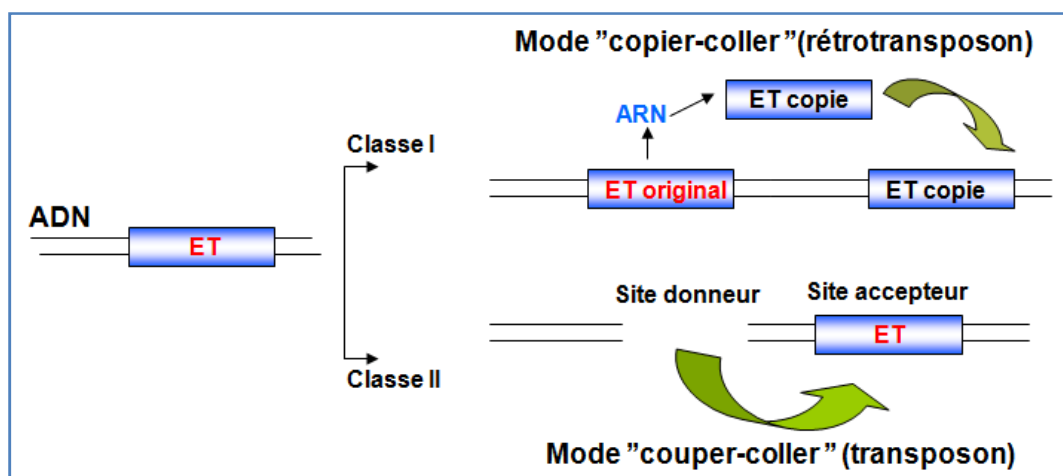 Mode ”copier-coller ”(rétrotransposon)
ET copie
ARN
Classe I
ET original
ET copie
ADN
ET
Site donneur
Site accepteur
ET
Classe II
Mode ”couper-coller ” (transposon)